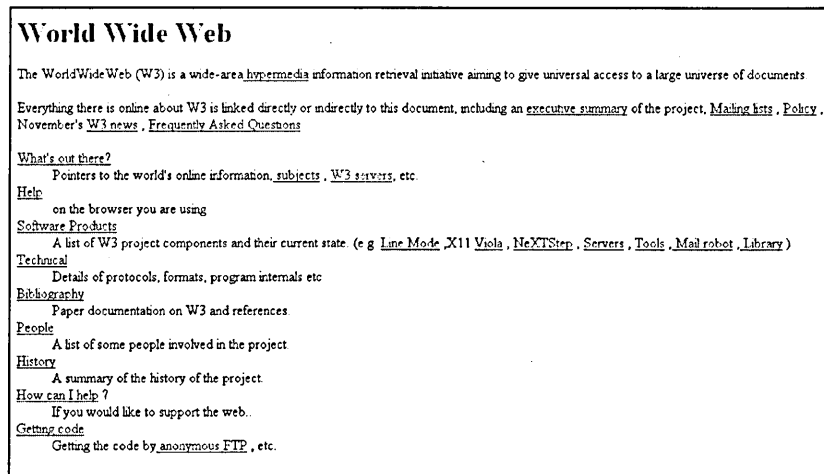 World Wide Web
The WorldWideWeb (W3) is a wide-area hypermedia information retrieval initiative aiming to give universal access to a large universe of documents.
Everything there is online about W3 is linked directly or indirectly to this document, including an executive summary of the project, Mailing lists , Policy ,
November's W3 news , Frequently Asked Questions
What's out there?
Pointers to the world's online information, subjects , W3 servers, etc.
Help
on the browser you are using
Software Products
A list of W3 project components and their current state. (e.g. Line Mode ,X11 Viola , NeXTStep , Servers , Tools , Mail robot , Library )
Technical
Details of protocols, formats, program internals etc
Bibliography
Paper documentation on W3 and references.
People
A list of some people involved in the project.
History
A summary of the history of the project.
How can I help ?
If you would like to support the web..
Getting code
Getting the code by anonymous FTP , etc.